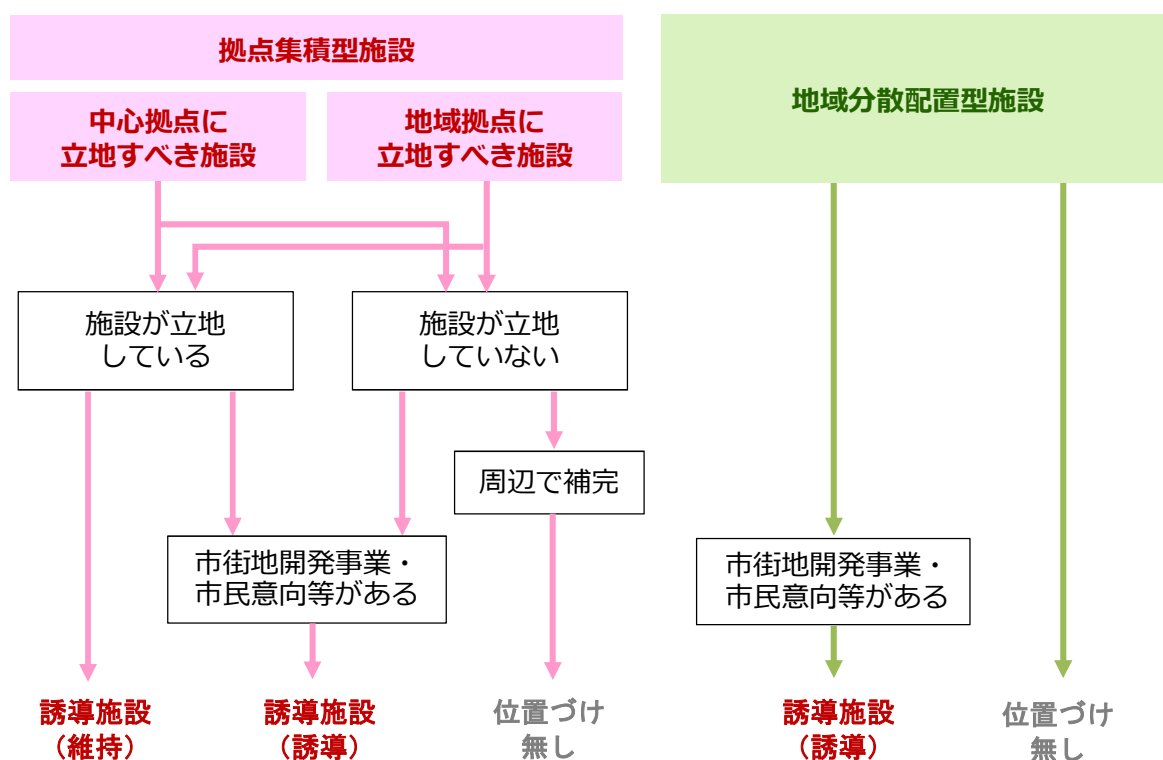 拠点集積型施設
中心拠点に
立地すべき施設
地域拠点に
立地すべき施設
地域分散配置型施設
施設が立地
している
施設が立地
していない
周辺で補完
市街地開発事業・
市民意向等がある
市街地開発事業・
市民意向等がある
誘導施設
（維持）
誘導施設
（誘導）
位置づけ
無し
誘導施設
（誘導）
位置づけ
無し